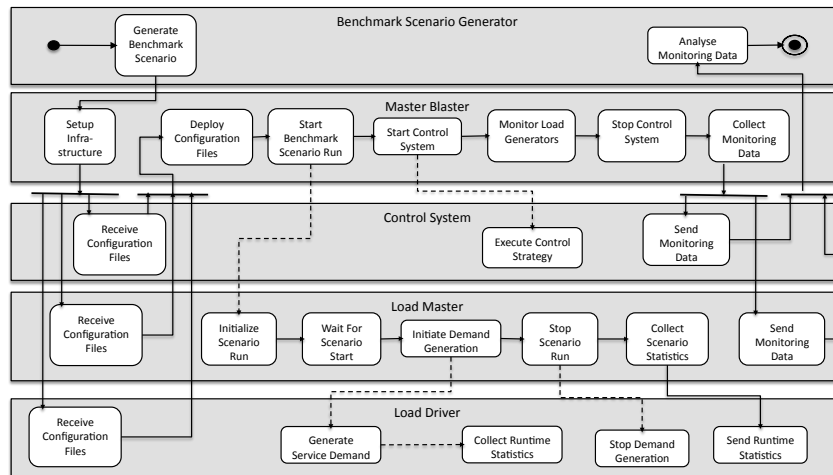 Benchmark Scenario Generator
Generate
Benchmark
Scenario
Analyse
Monitoring Data
Master Blaster
Setup
Infra-
structure
Deploy
Configuration
Files
Start
Benchmark
Scenario Run
Start Control
System
Monitor Load
Generators
Stop Control
System
Collect
Monitoring
Data
Control System
Receive
Configuration
Files
Execute Control
Strategy
Send
Monitoring
Data
Load Master
Receive
Configuration
Files
Initialize
Scenario
Run
Wait For
Scenario
Start
Initiate Demand
Generation
Stop
Scenario
Run
Collect
Scenario
Statistics
Send
Monitoring
Data
Load Driver
Receive
Configuration
Files
Generate
Service Demand
Collect Runtime
Statistics
Stop Demand
Generation
Send Runtime
Statistics